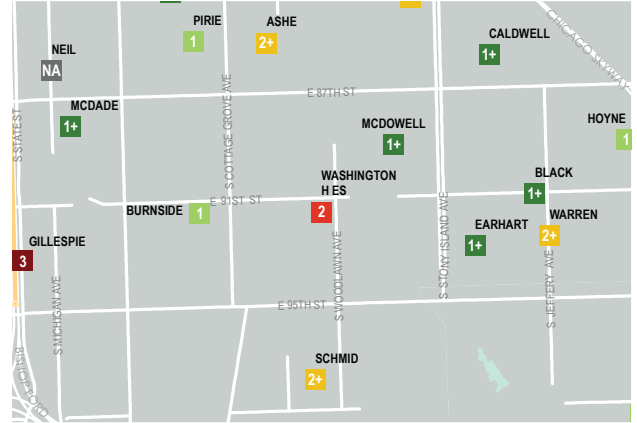 PIRIE
1
ASHE
2+
CALDWELL
1+
CHICAGO SKYWAY
NEIL
NA
MCDADE
1+
S STATE ST
S COTTAGE GROVE AVE
E 87TH ST
MCDOWELL
1+
HOYNE
1
WASHINGTON
H ES
2
BLACK
1+
BURNSIDE
1
E 91ST ST
EARHART
1+
WARREN
2+
GILLESPIE
3
S MICHIGAN AVE
S WOODLAWN AVE
S STONY ISLAND AVE
S JEFFERY AVE
E 95TH ST
BISHOP FORD
SCHMID
2+